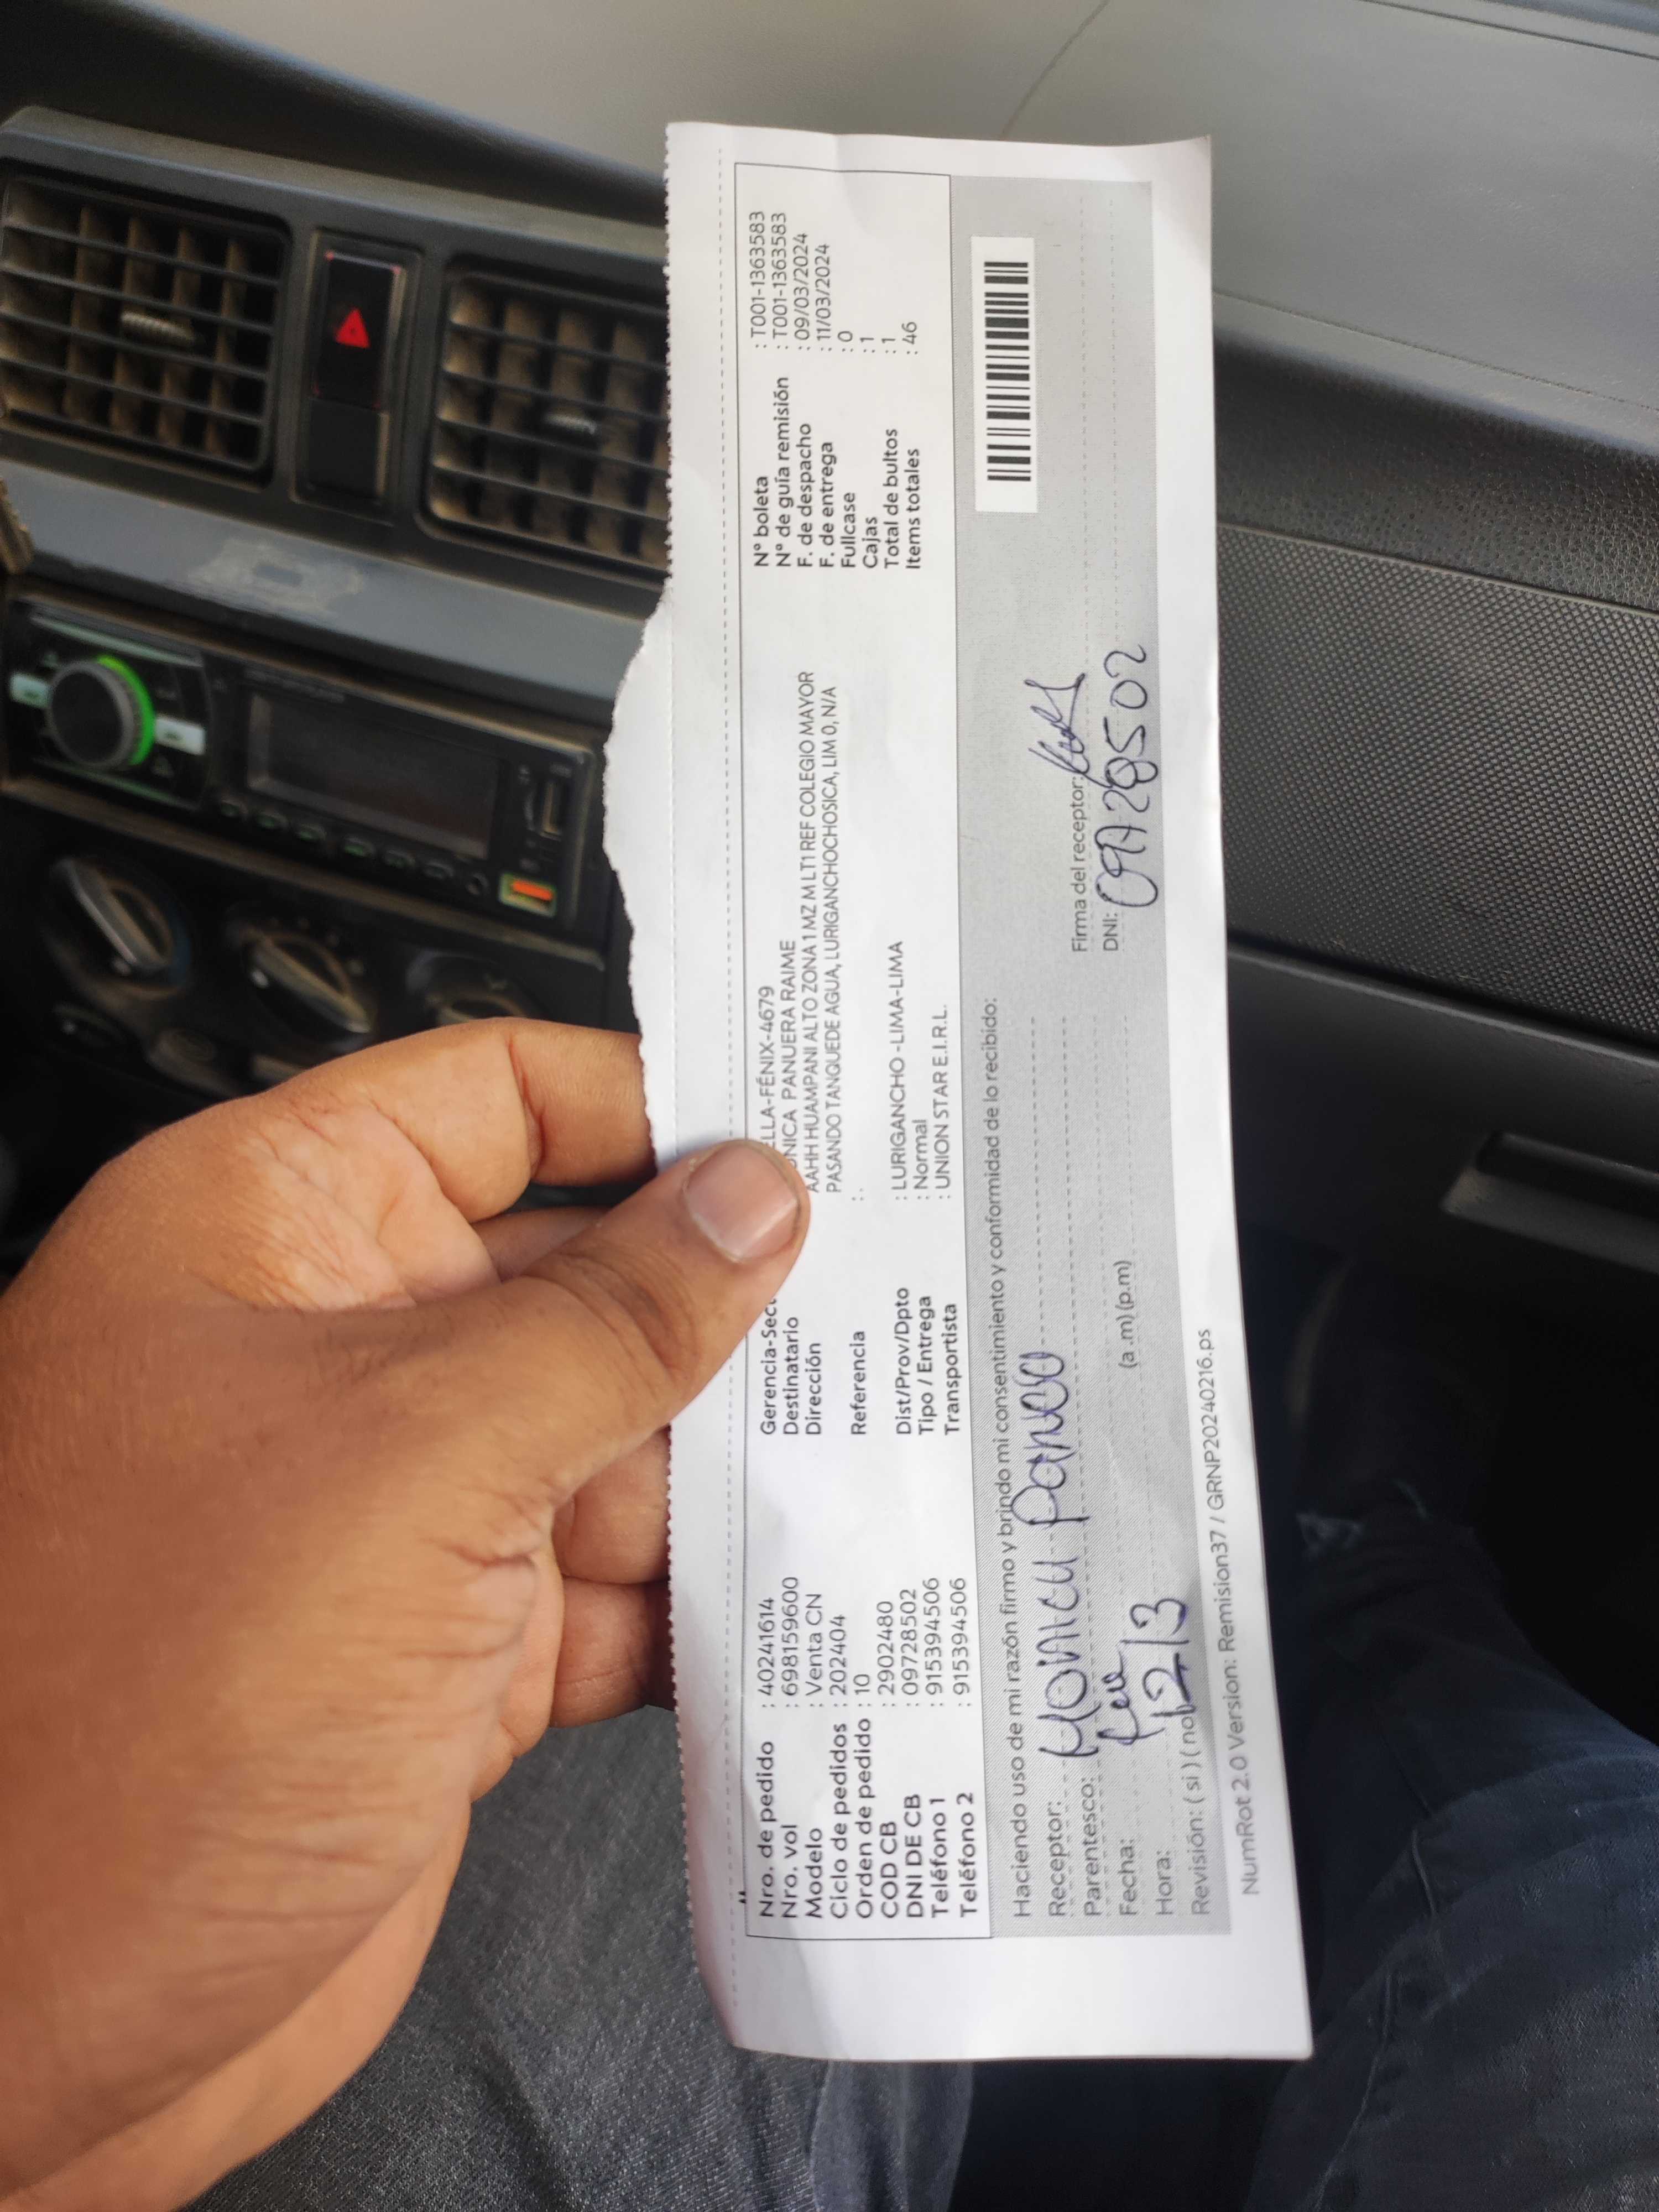 Nro. de pedido : 40241614
Nro. vol : 698159600
Modelo : Venta CN
Ciclo de pedidos : 202404
Orden de pedido : 10
COD CB : 2902480
DNI DE CB : 09728502
Teléfono 1 : 915394506
Teléfono 2 : 915394506
Gerencia-Sect ELLA-FÉNIX-4679
Destinatario ONICA PANUERA RAIME
Dirección AAHH HUAMPANI ALTO ZONA 1 MZ M LT1 REF COLEGIO MAYOR
PASANDO TANQUEDE AGUA, LURIGANCHOCHOSICA, LIM 0, N/A
Referencia : .
Dist/Prov/Dpto : LURIGANCHO -LIMA-LIMA
Tipo / Entrega : Normal
Transportista : UNION STAR E.I.R.L.
N° boleta : T001-1363583
N° de guía remisión : T001-1363583
F. de despacho : 09/03/2024
F. de entrega : 11/03/2024
Fullcase : 0
Cajas : 1
Total de bultos : 1
Items totales : 46
Haciendo uso de mi razón firmo y brindo mi consentimiento y conformidad de lo recibido:
Receptor: Monica
Parentesco:
Fecha: 12/3
Hora: (a .m) (p.m)
Revisión: ( si ) ( no
Firma del receptor:
DNI: 09728502
NumRot 2.0 Version: Remision37 / GRNP20240216.ps